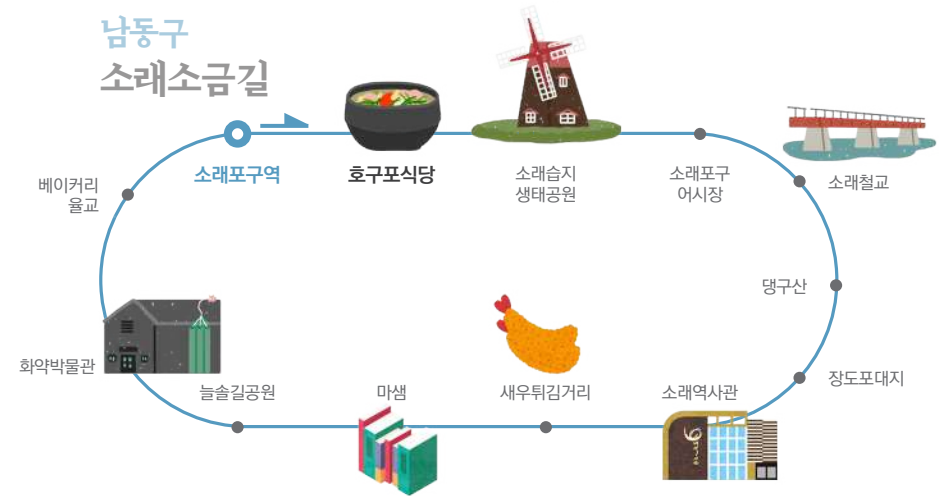 남동구
소래소금길
소래포구역
호구포식당
소래습지
생태공원
소래포구
어시장
소래철교
댕구산
장도포대지
소래역사관
새우튀김거리
마샘
늘솔길공원
화약박물관
베이커리
율교